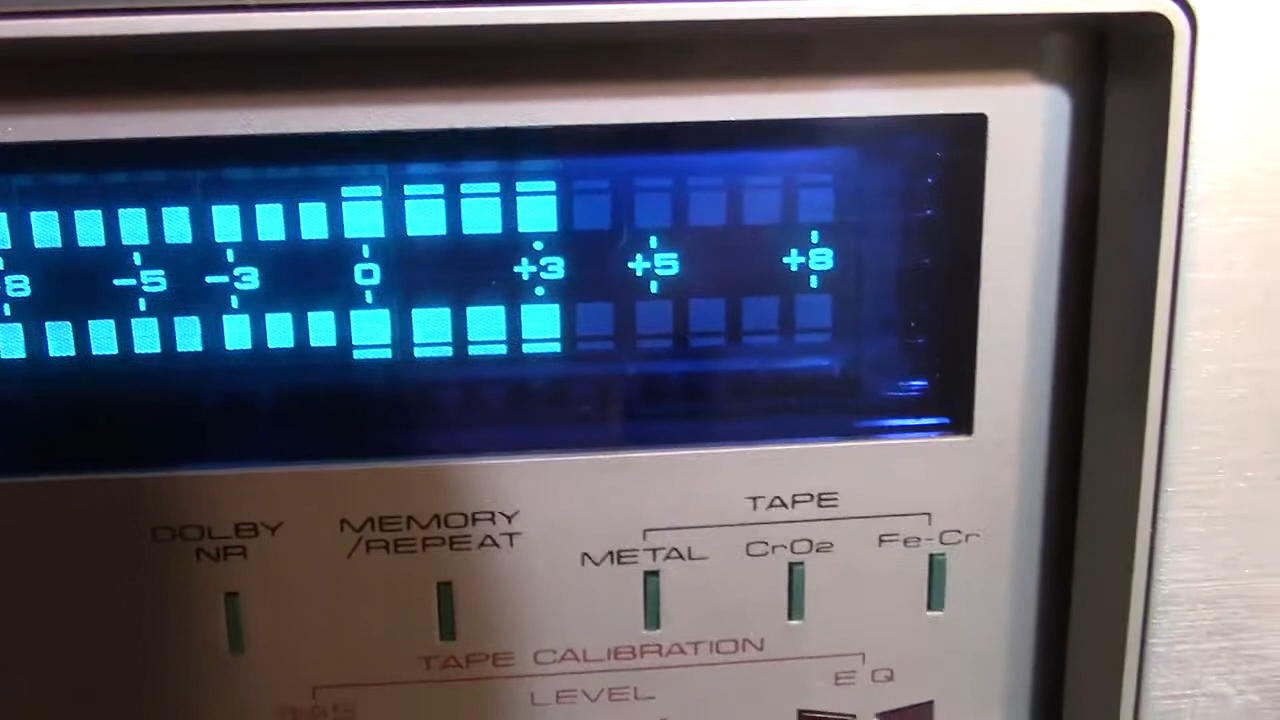 8 -5 -3 0 +3 +5 +8
TAPE
DOLBY NR
MEMORY /REPEAT
METAL CrO2 Fe-Cr
TAPE CALIBRATION
LEVEL
EQ